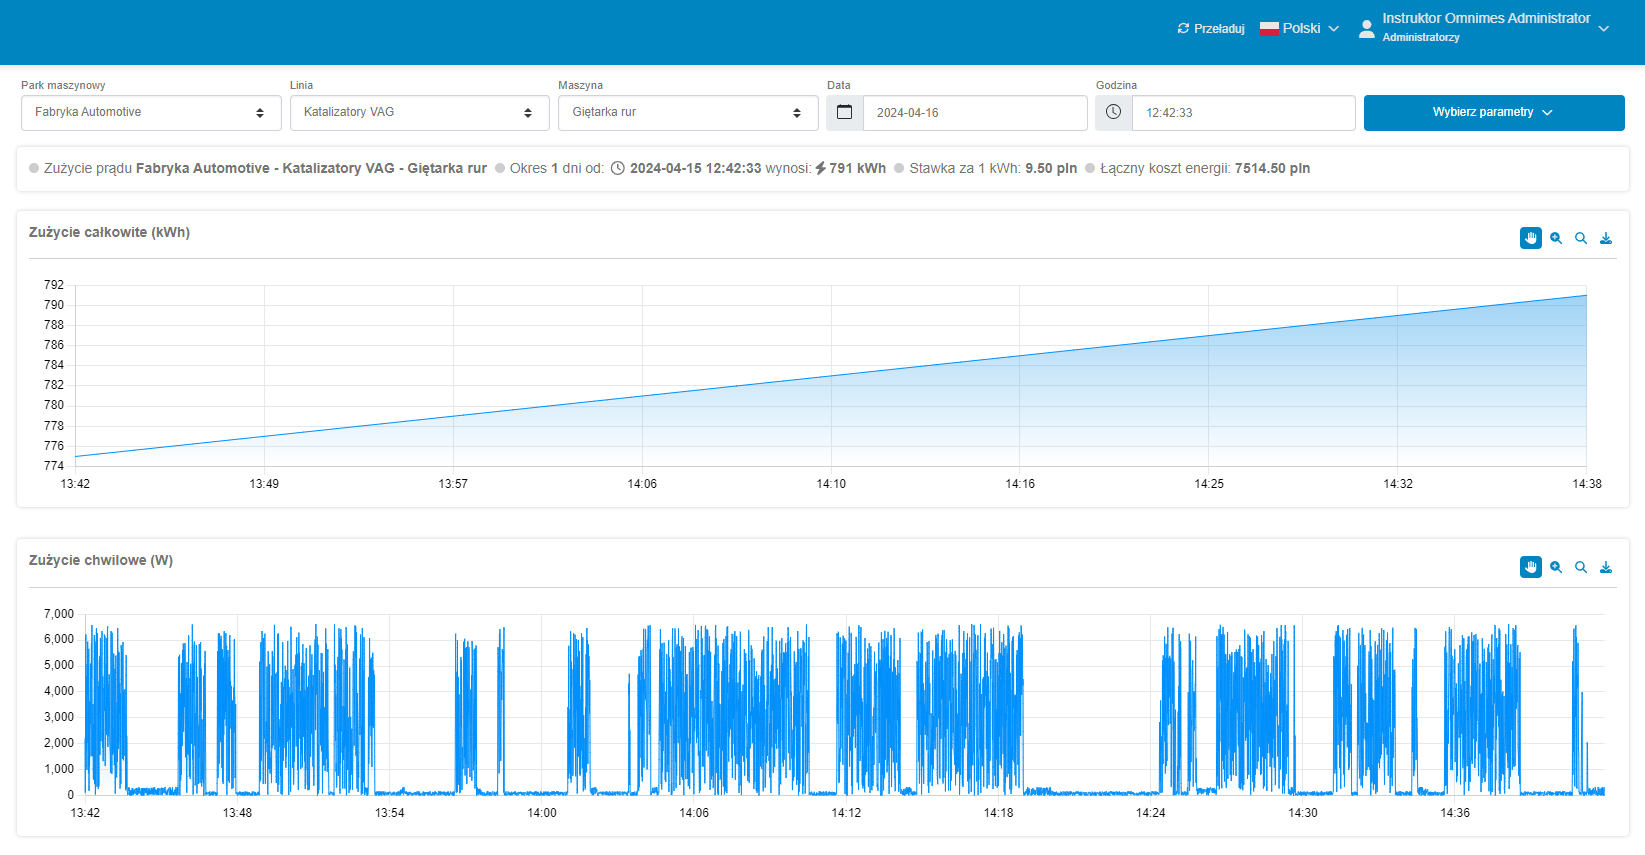 Przeładuj Polski Instruktor Omnimes Administrator
Administratorzy
Park maszynowy Linia Maszyna Data Godzina
Fabryka Automotive Katalizatory VAG Giętarka rur 2024-04-16 12:42:33 Wybierz parametry
Zużycie prądu Fabryka Automotive - Katalizatory VAG - Giętarka rur Okres 1 dni od: 2024-04-15 12:42:33 wynosi: 791 kWh Stawka za 1 kWh: 9.50 pln Łączny koszt energii: 7514.50 pln
Zużycie całkowite (kWh)
792
790
788
786
784
782
780
778
776
774
13:42 13:49 13:57 14:06 14:10 14:16 14:25 14:32 14:38
Zużycie chwilowe (W)
7,000
6,000
5,000
4,000
3,000
2,000
1,000
0
13:42 13:48 13:54 14:00 14:06 14:12 14:18 14:24 14:30 14:36